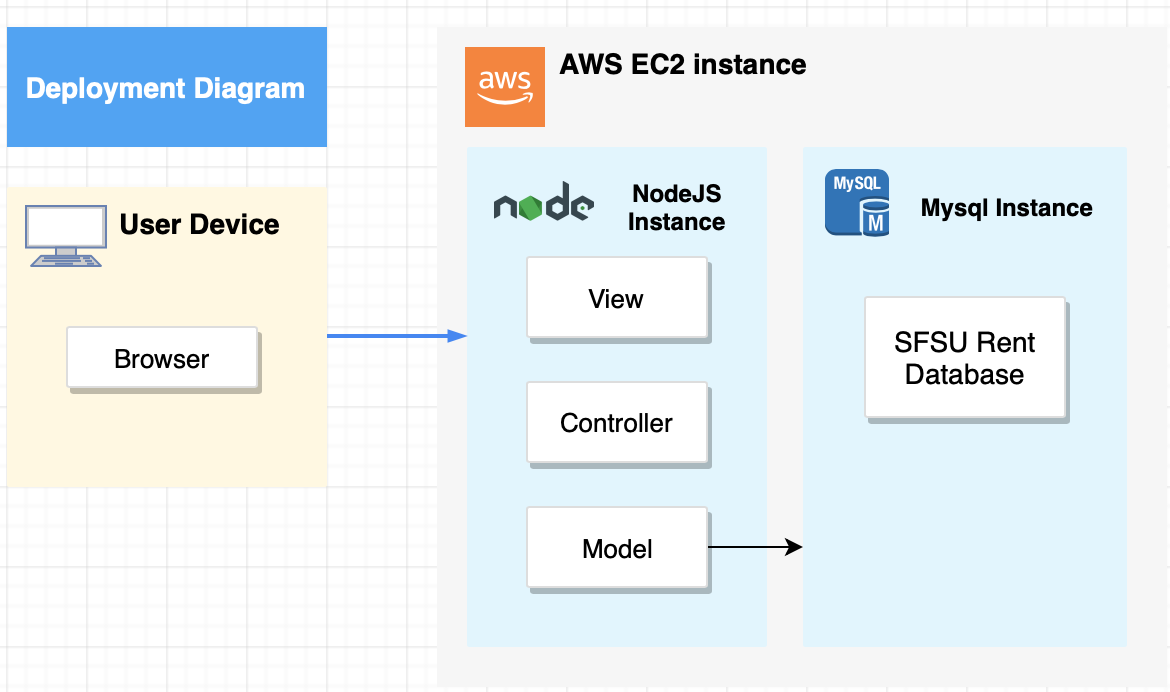 Deployment Diagram
aws
AWS EC2 instance
User Device
Browser
node
NodeJS
Instance
View
Controller
Model
MySQL
M
Mysql Instance
SFSU Rent
Database